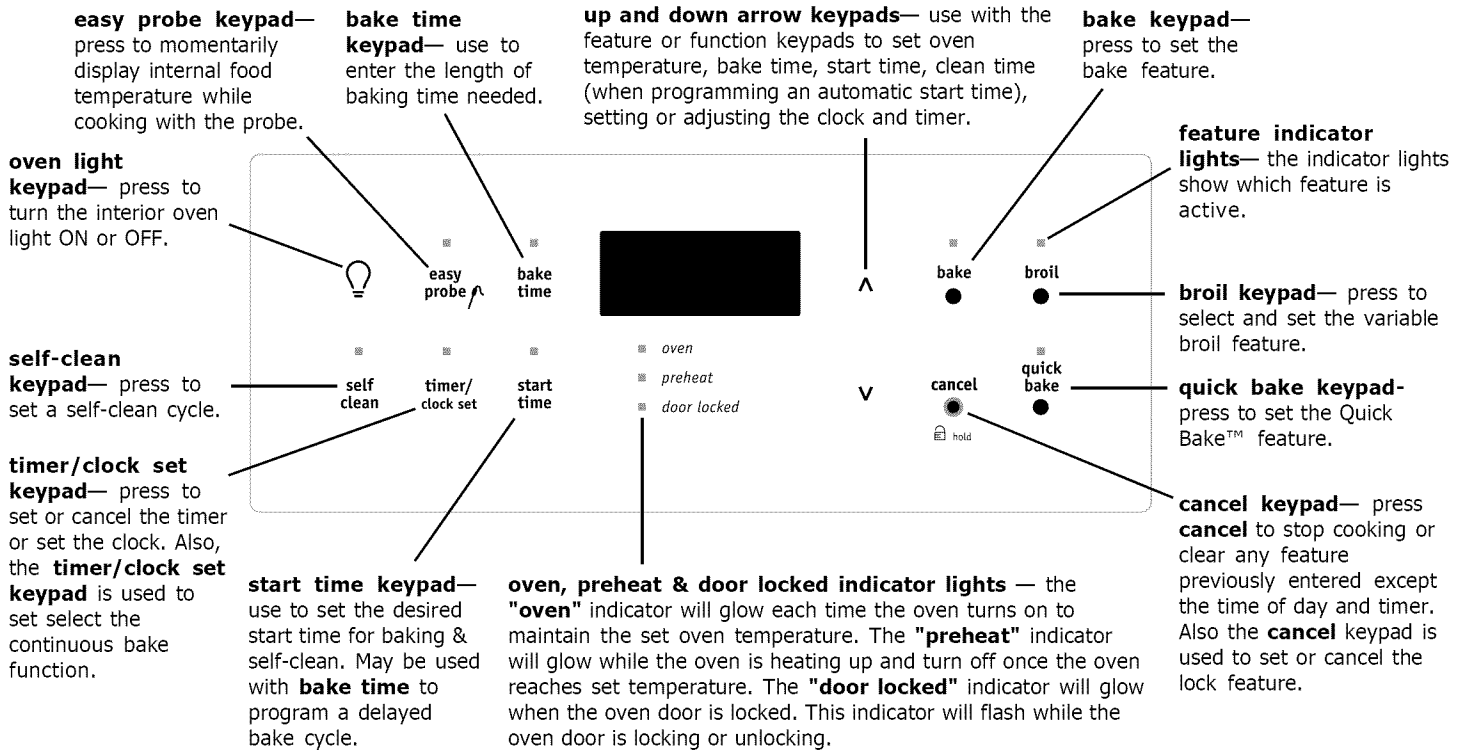 easy probe keypad—
press to momentarily
display internal food
temperature while
cooking with the probe.
bake time
keypad— use to
enter the length of
baking time needed.
up and down arrow keypads— use with the
feature or function keypads to set oven
temperature, bake time, start time, clean time
(when programming an automatic start time),
setting or adjusting the clock and timer.
bake keypad—
press to set the
bake feature.
feature indicator
lights— the indicator lights
show which feature is
active.
oven light
keypad— press to
turn the interior oven
light ON or OFF.
easy
probe
bake
time
bake
broil
broil keypad— press to
select and set the variable
broil feature.
self-clean
keypad— press to
set a self-clean cycle.
self
clean
timer/
clock set
start
time
oven
preheat
door locked
cancel
hold
quick
bake
quick bake keypad-
press to set the Quick
Bake™ feature.
timer/clock set
keypad— press to
set or cancel the timer
or set the clock. Also,
the timer/clock set
keypad is used to
set select the
continuous bake
function.
start time keypad—
use to set the desired
start time for baking &
self-clean. May be used
with bake time to
program a delayed
bake cycle.
oven, preheat & door locked indicator lights — the
"oven" indicator will glow each time the oven turns on to
maintain the set oven temperature. The "preheat" indicator
will glow while the oven is heating up and turn off once the oven
reaches set temperature. The "door locked" indicator will glow
when the oven door is locked. This indicator will flash while the
oven door is locking or unlocking.
cancel keypad— press
cancel to stop cooking or
clear any feature
previously entered except
the time of day and timer.
Also the cancel keypad is
used to set or cancel the
lock feature.